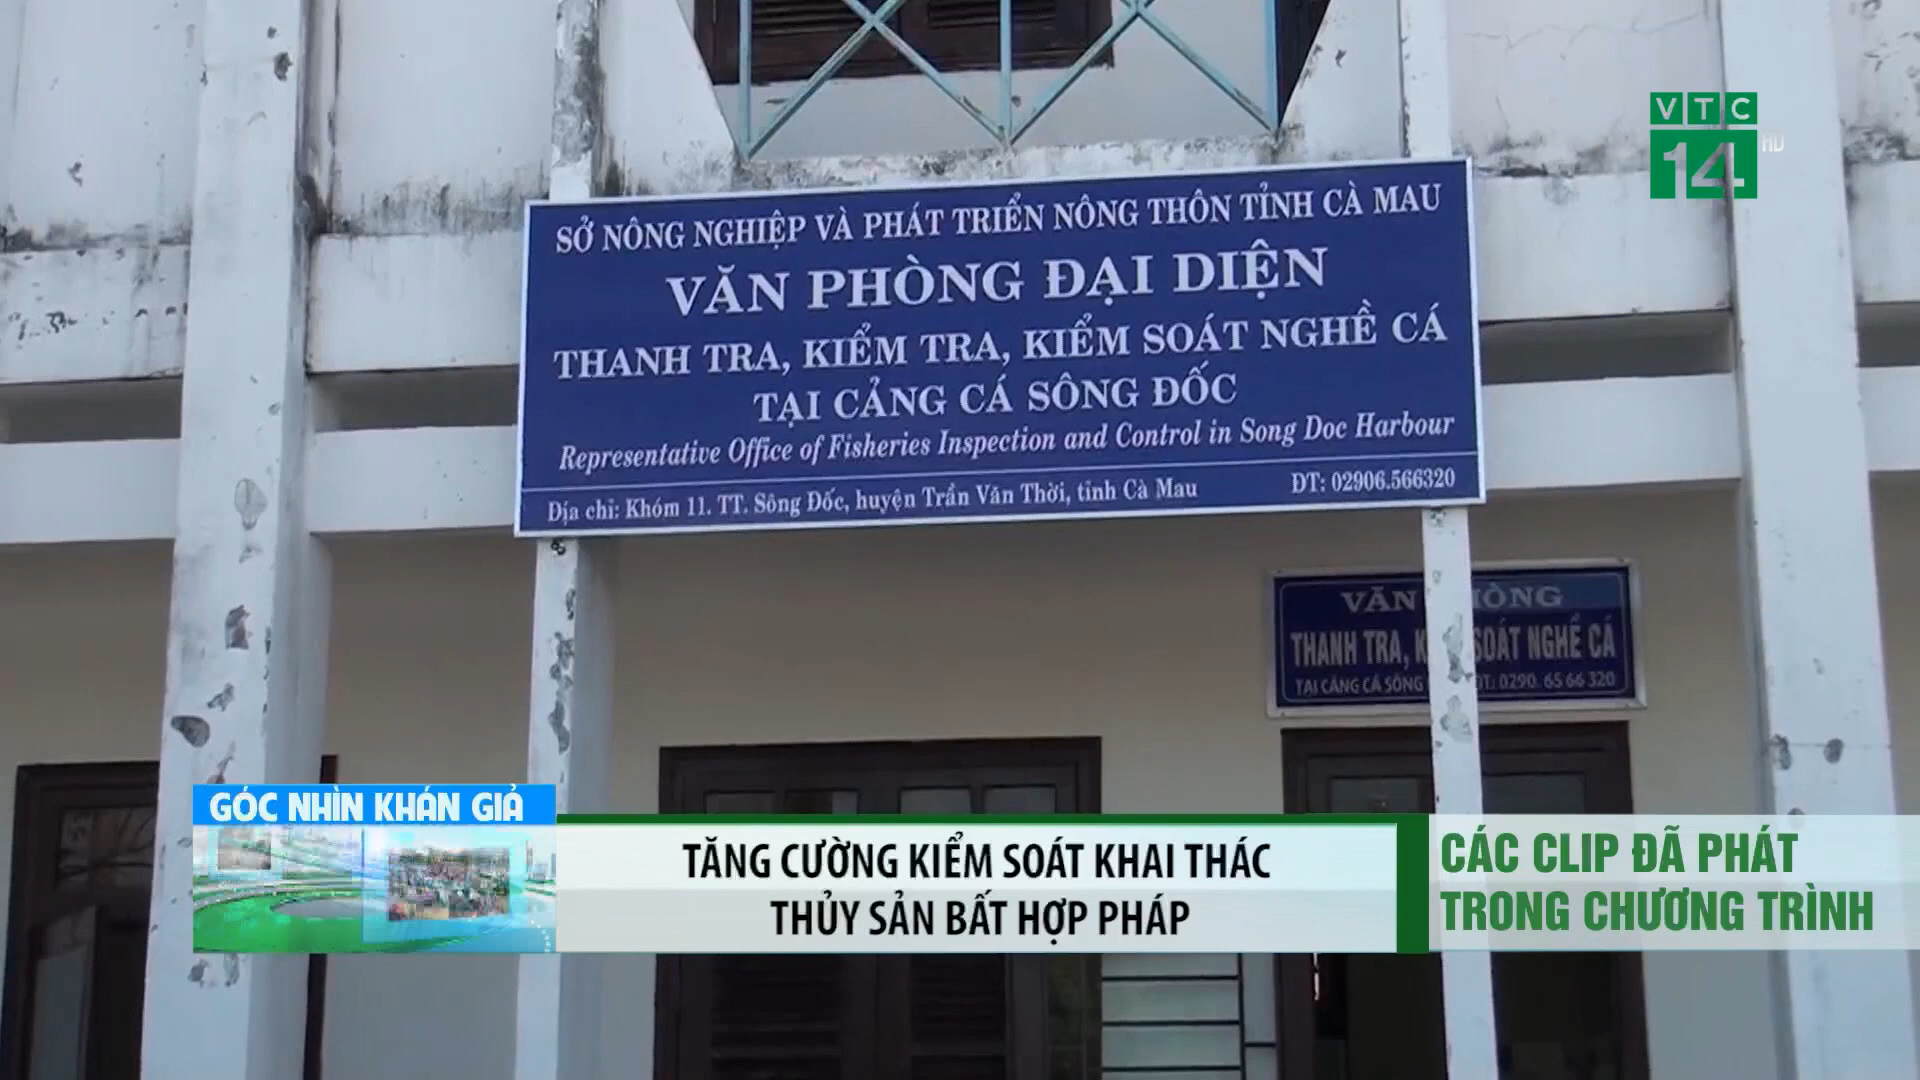 VTC
14
HD
SỞ NÔNG NGHIỆP VÀ PHÁT TRIỂN NÔNG THÔN TỈNH CÀ MAU
VĂN PHÒNG ĐẠI DIỆN
THANH TRA, KIỂM TRA, KIỂM SOÁT NGHỀ CÁ
TẠI CẢNG CÁ SÔNG ĐỐC
Representative Office of Fisheries Inspection and Control in Song Doc Harbour
Địa chỉ: Khóm 11. TT. Sông Đốc, huyện Trần Văn Thời, tỉnh Cà Mau ĐT: 02906.566320
VĂN HÒNG
THANH TRA, K SOÁT NGHỀ CÁ
TẠI CẢNG CÁ SÔNG ĐT: 0290. 65 66 320
GÓC NHÌN KHÁN GIẢ
TĂNG CƯỜNG KIỂM SOÁT KHAI THÁC
THỦY SẢN BẤT HỢP PHÁP
CÁC CLIP ĐÃ PHÁT
TRONG CHƯƠNG TRÌNH